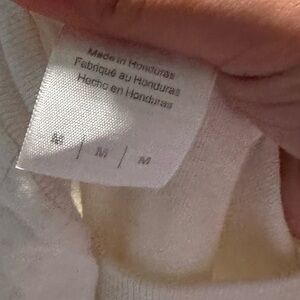 Made in Honduras
Fabriqué au Honduras
Hecho en Honduras
M | M | M